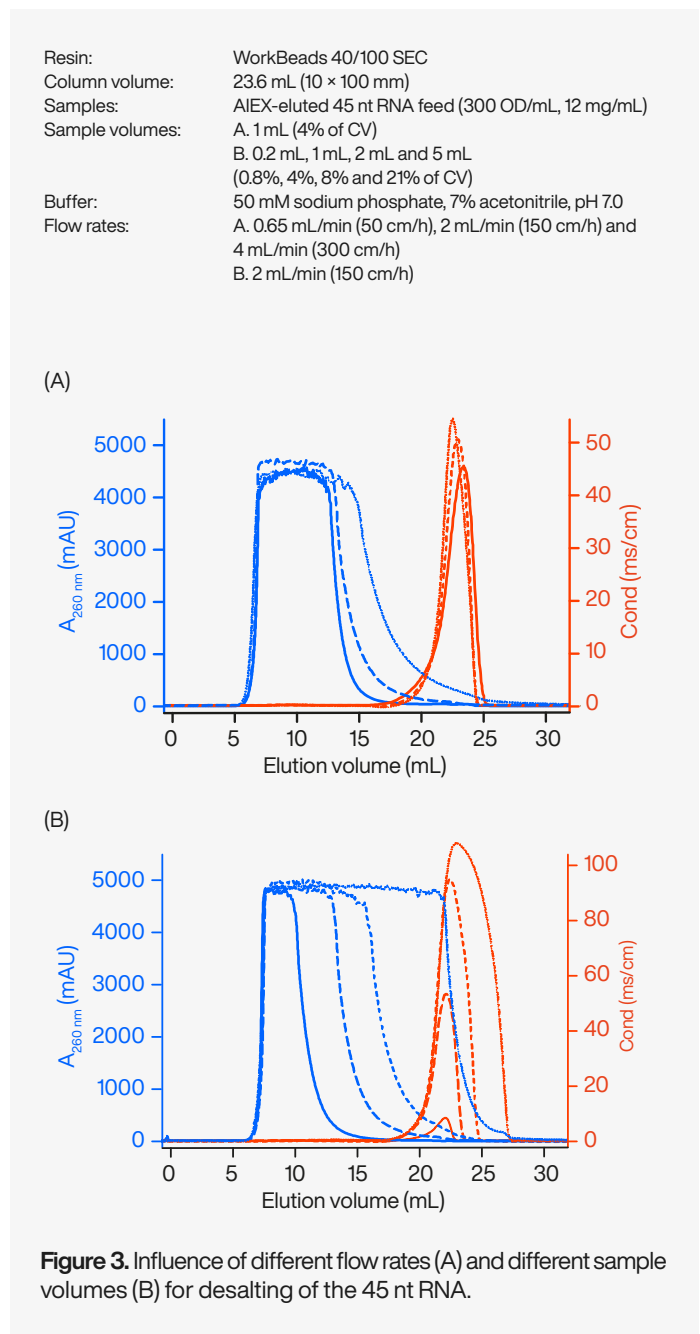 Resin: WorkBeads 40/100 SEC
Column volume: 23.6 mL (10 × 100 mm)
Samples: AIEX-eluted 45 nt RNA feed (300 OD/mL, 12 mg/mL)
Sample volumes: A. 1 mL (4% of CV)
B. 0.2 mL, 1 mL, 2 mL and 5 mL
(0.8%, 4%, 8% and 21% of CV)
Buffer: 50 mM sodium phosphate, 7% acetonitrile, pH 7.0
Flow rates: A. 0.65 mL/min (50 cm/h), 2 mL/min (150 cm/h) and
4 mL/min (300 cm/h)
B. 2 mL/min (150 cm/h)
(A)
A260 nm (mAU)
5000
4000
3000
2000
1000
0
50
40
30
20
10
0
Cond (ms/cm)
0 5 10 15 20 25 30
Elution volume (mL)
(B)
A260 nm (mAU)
5000
4000
3000
2000
1000
0
100
80
60
40
20
0
Cond (ms/cm)
0 5 10 15 20 25 30
Elution volume (mL)
Figure 3. Influence of different flow rates (A) and different sample
volumes (B) for desalting of the 45 nt RNA.